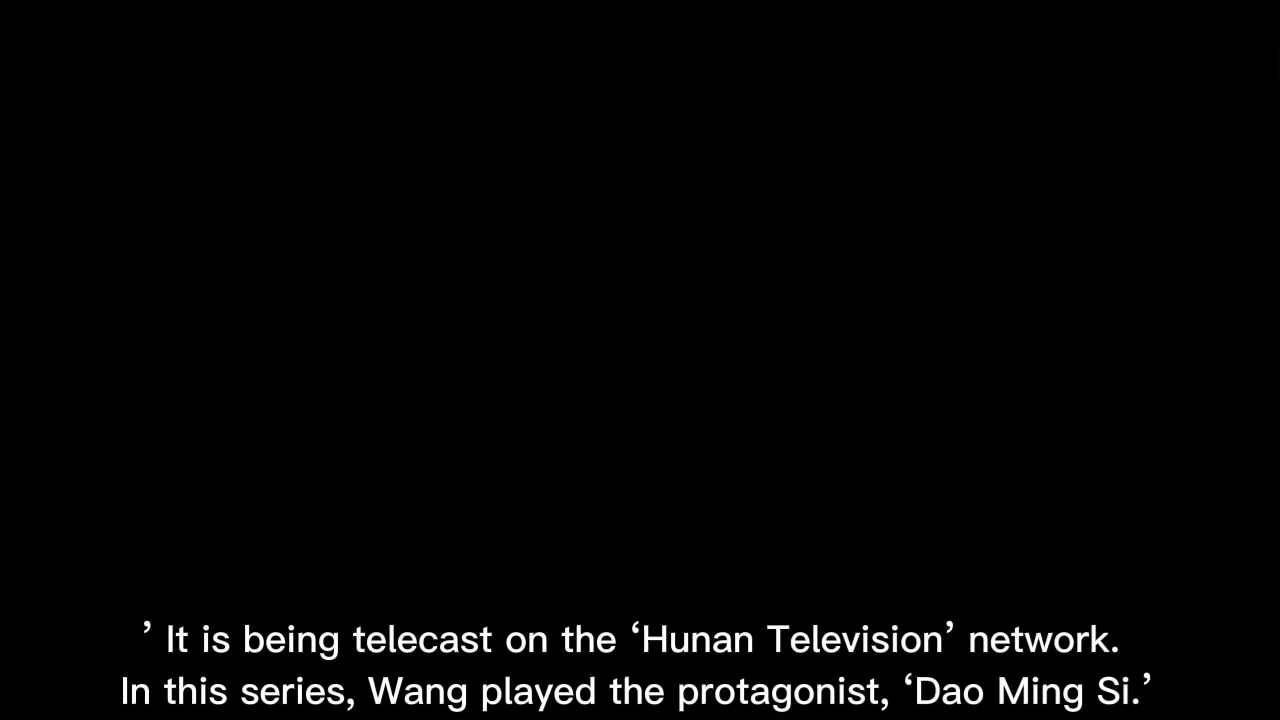 ’ It is being telecast on the ‘Hunan Television’ network.
In this series, Wang played the protagonist, ‘Dao Ming Si.’